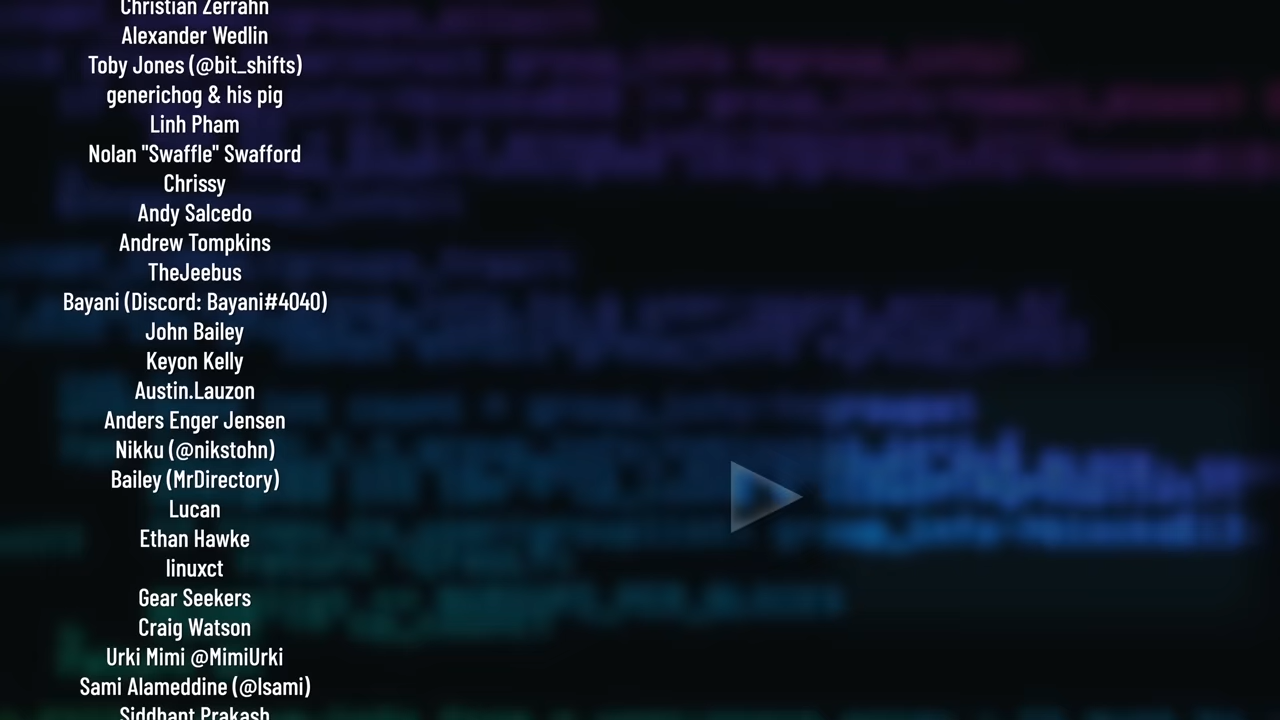 Christian Zerrahn
Alexander Wedlin
Toby Jones (@bit_shifts)
generichog & his pig
Linh Pham
Nolan "Swaffle" Swafford
Chrissy
Andy Salcedo
Andrew Tompkins
TheJeebus
Bayani (Discord: Bayani#4040)
John Bailey
Keyon Kelly
Austin.Lauzon
Anders Enger Jensen
Nikku (@nikstohn)
Bailey (MrDirectory)
Lucan
Ethan Hawke
linuxct
Gear Seekers
Craig Watson
Urki Mimi @MimiUrki
Sami Alameddine (@lsami)
Siddhant Prakash